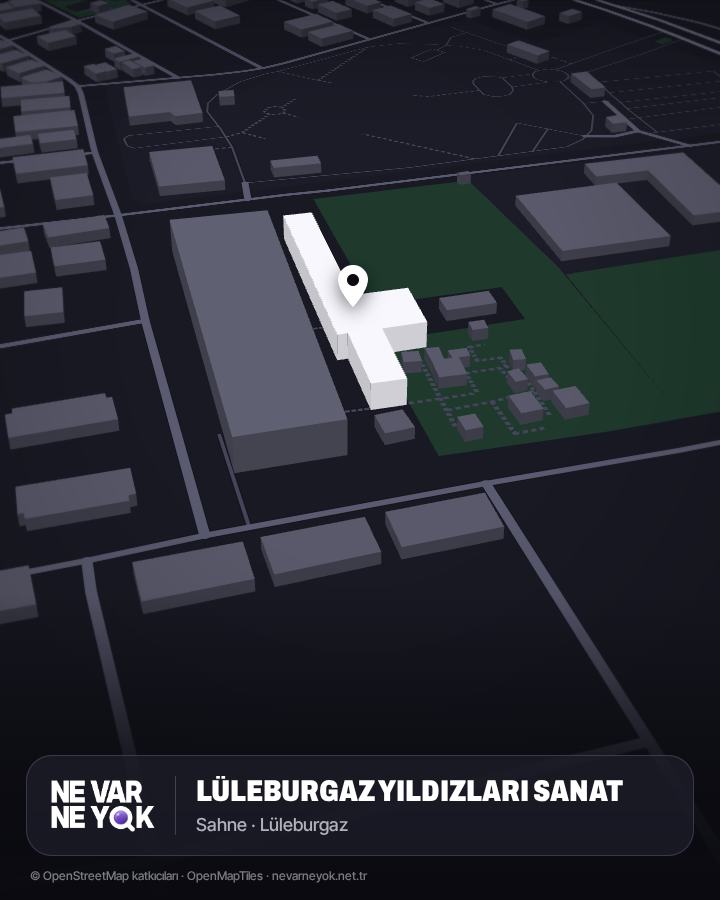 NE VAR
NE YOK
LÜLEBURGAZ YILDIZLARI SANAT
Sahne · Lüleburgaz
© OpenStreetMap katkıcıları · OpenMapTiles · nevarneyok.net.tr